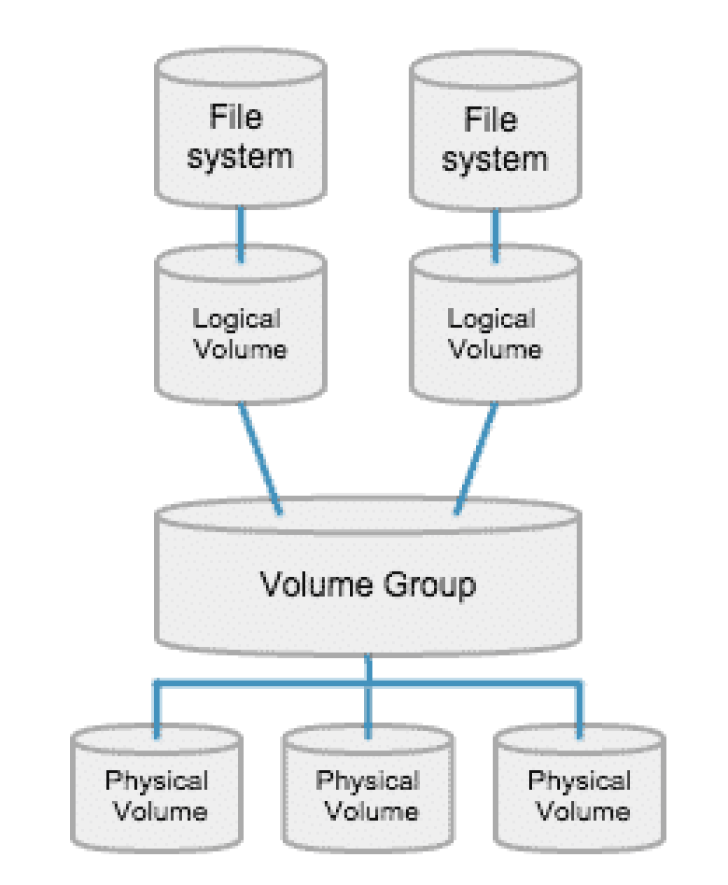 File
system
File
system
Logical
Volume
Logical
Volume
Volume Group
Physical
Volume
Physical
Volume
Physical
Volume